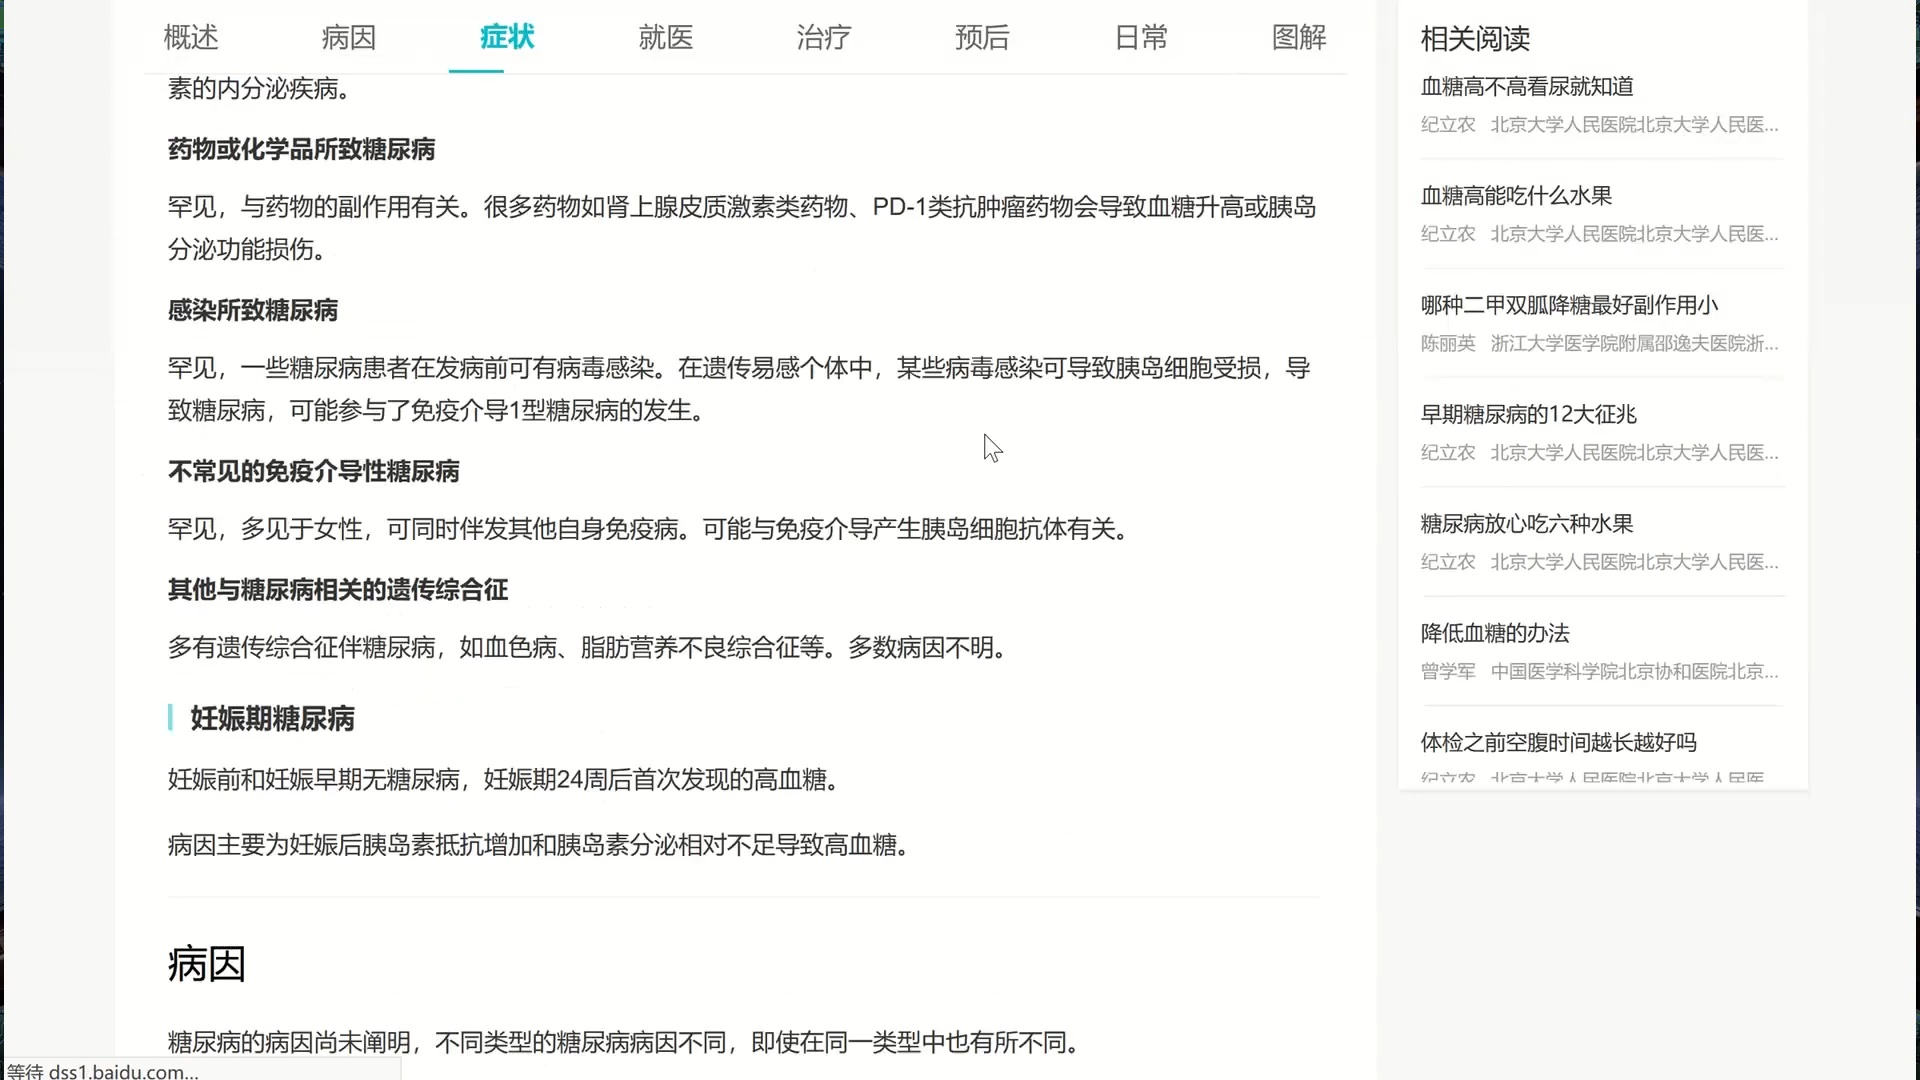 概述 病因 症状 就医 治疗 预后 日常 图解
素的内分泌疾病。
药物或化学品所致糖尿病
罕见，与药物的副作用有关。很多药物如肾上腺皮质激素类药物、PD-1类抗肿瘤药物会导致血糖升高或胰岛
分泌功能损伤。
感染所致糖尿病
罕见，一些糖尿病患者在发病前可有病毒感染。在遗传易感个体中，某些病毒感染可导致胰岛细胞受损，导
致糖尿病，可能参与了免疫介导1型糖尿病的发生。
不常见的免疫介导性糖尿病
罕见，多见于女性，可同时伴发其他自身免疫病。可能与免疫介导产生胰岛细胞抗体有关。
其他与糖尿病相关的遗传综合征
多有遗传综合征伴糖尿病，如血色病、脂肪营养不良综合征等。多数病因不明。
妊娠期糖尿病
妊娠前和妊娠早期无糖尿病，妊娠期24周后首次发现的高血糖。
病因主要为妊娠后胰岛素抵抗增加和胰岛素分泌相对不足导致高血糖。
病因
糖尿病的病因尚未阐明，不同类型的糖尿病病因不同，即使在同一类型中也有所不同。
等待 dss1.baidu.com...
相关阅读
血糖高不高看尿就知道
纪立农 北京大学人民医院北京大学人民医...
血糖高能吃什么水果
纪立农 北京大学人民医院北京大学人民医...
哪种二甲双胍降糖最好副作用小
陈丽英 浙江大学医学院附属邵逸夫医院浙...
早期糖尿病的12大征兆
纪立农 北京大学人民医院北京大学人民医...
糖尿病放心吃六种水果
纪立农 北京大学人民医院北京大学人民医...
降低血糖的办法
曾学军 中国医学科学院北京协和医院北京...
体检之前空腹时间越长越好吗
纪立农 北京大学人民医院北京大学人民医